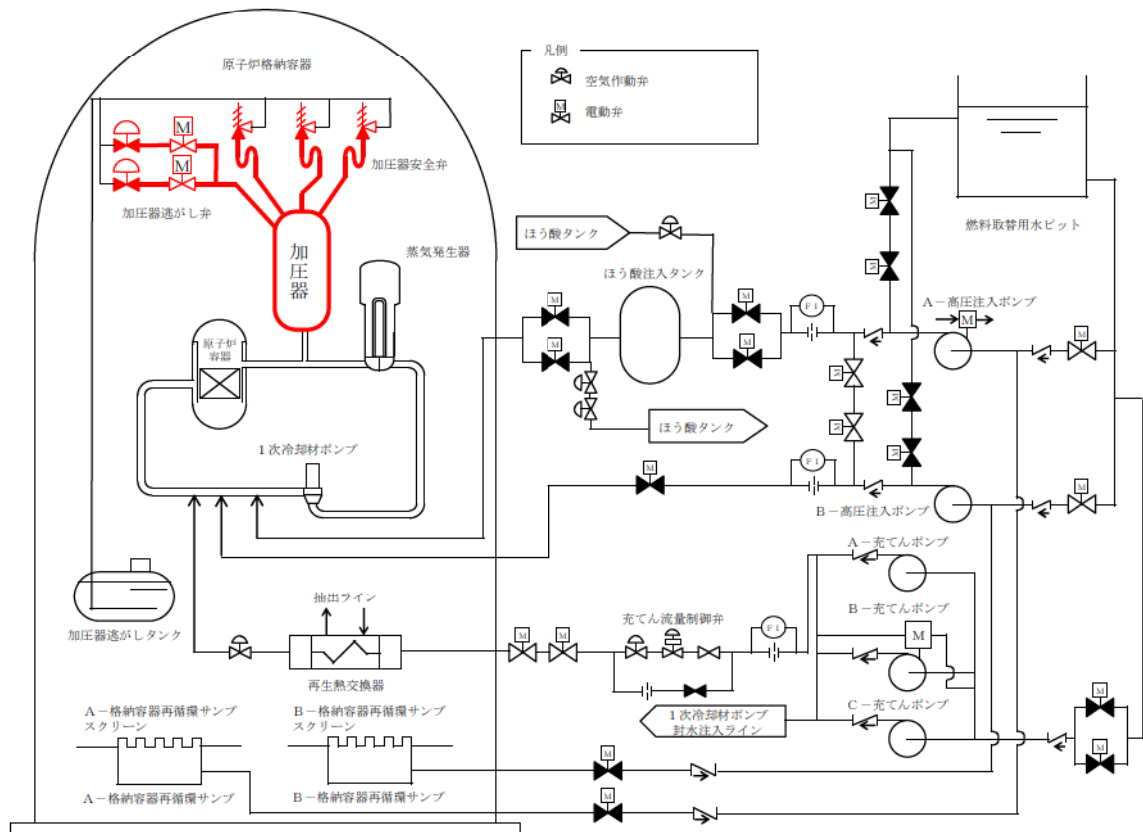 凡例
空気作動弁
M
電動弁
原子炉格納容器
M
M
加圧器安全弁
加圧器逃がし弁
加圧器
蒸気発生器
原子炉
容器
1次冷却材ポンプ
加圧器逃がしタンク
ほう酸タンク
ほう酸注入タンク
M
M
M
M
FI
ほう酸タンク
M
M
M
M
M
M
燃料取替用水ピット
A-高圧注入ポンプ
M
M
M
FI
B-高圧注入ポンプ
M
A-充てんポンプ
B-充てんポンプ
M
C-充てんポンプ
抽出ライン
再生熱交換器
M
M
充てん流量制御弁
FI
1次冷却材ポンプ
封水注入ライン
M
M
A-格納容器再循環サンプ
スクリーン
B-格納容器再循環サンプ
スクリーン
A-格納容器再循環サンプ
B-格納容器再循環サンプ
M
M